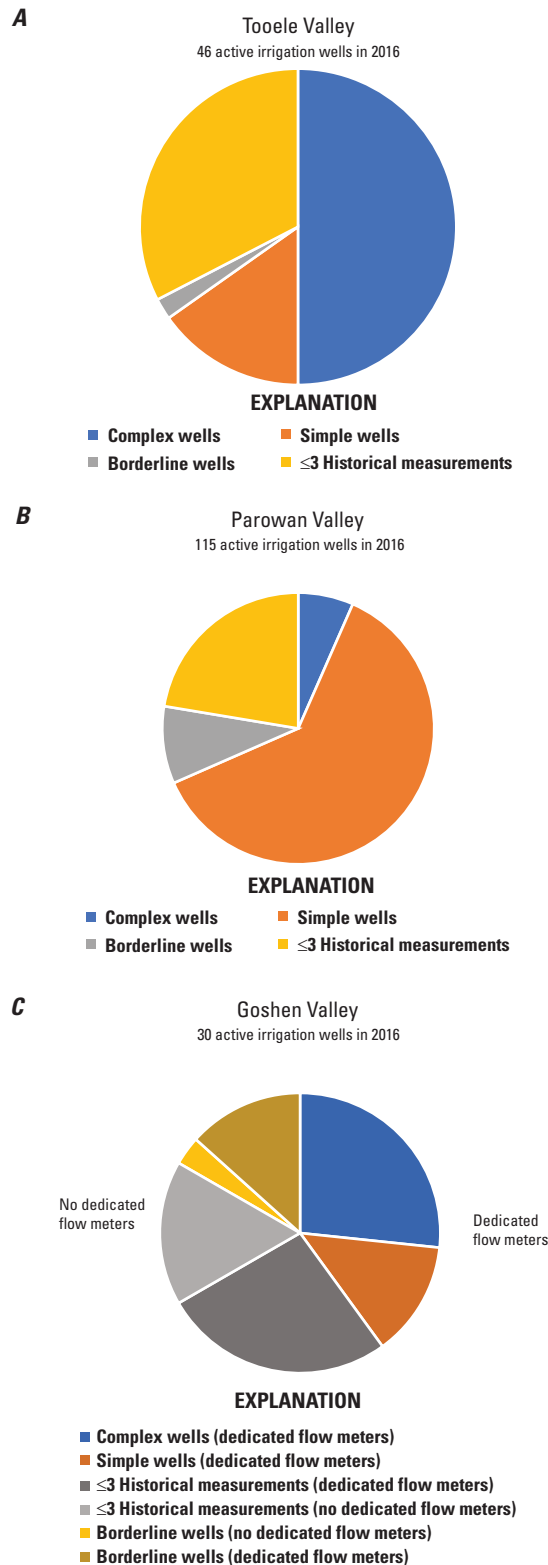 A
Tooele Valley
46 active irrigation wells in 2016
EXPLANATION
Complex wells
Simple wells
Borderline wells
≤3 Historical measurements
B
Parowan Valley
115 active irrigation wells in 2016
EXPLANATION
Complex wells
Simple wells
Borderline wells
≤3 Historical measurements
C
Goshen Valley
30 active irrigation wells in 2016
No dedicated
flow meters
Dedicated
flow meters
EXPLANATION
Complex wells (dedicated flow meters)
Simple wells (dedicated flow meters)
≤3 Historical measurements (dedicated flow meters)
≤3 Historical measurements (no dedicated flow meters)
Borderline wells (no dedicated flow meters)
Borderline wells (dedicated flow meters)